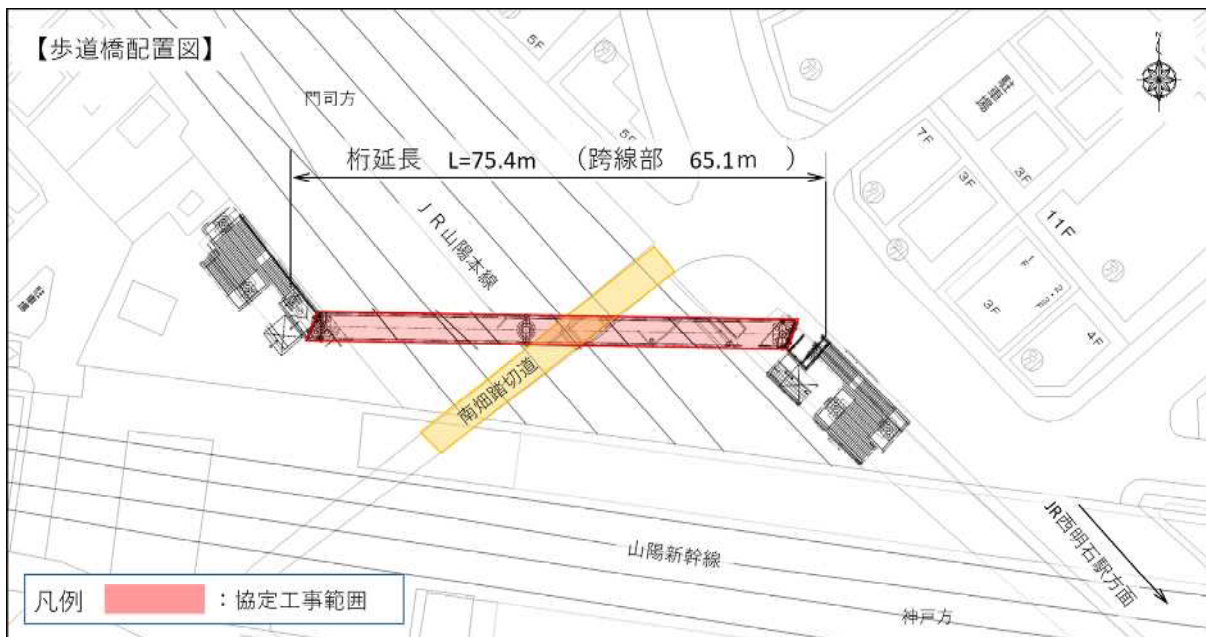 【歩道橋配置図】
門司方
桁延長 L=75.4m （跨線部 65.1m ）
JR山陽本線
南畑踏切道
駐車場
7F
3F
3F
11F
3F
4F
山陽新幹線
JR西明石駅方面
神戸方
凡例 ：協定工事範囲